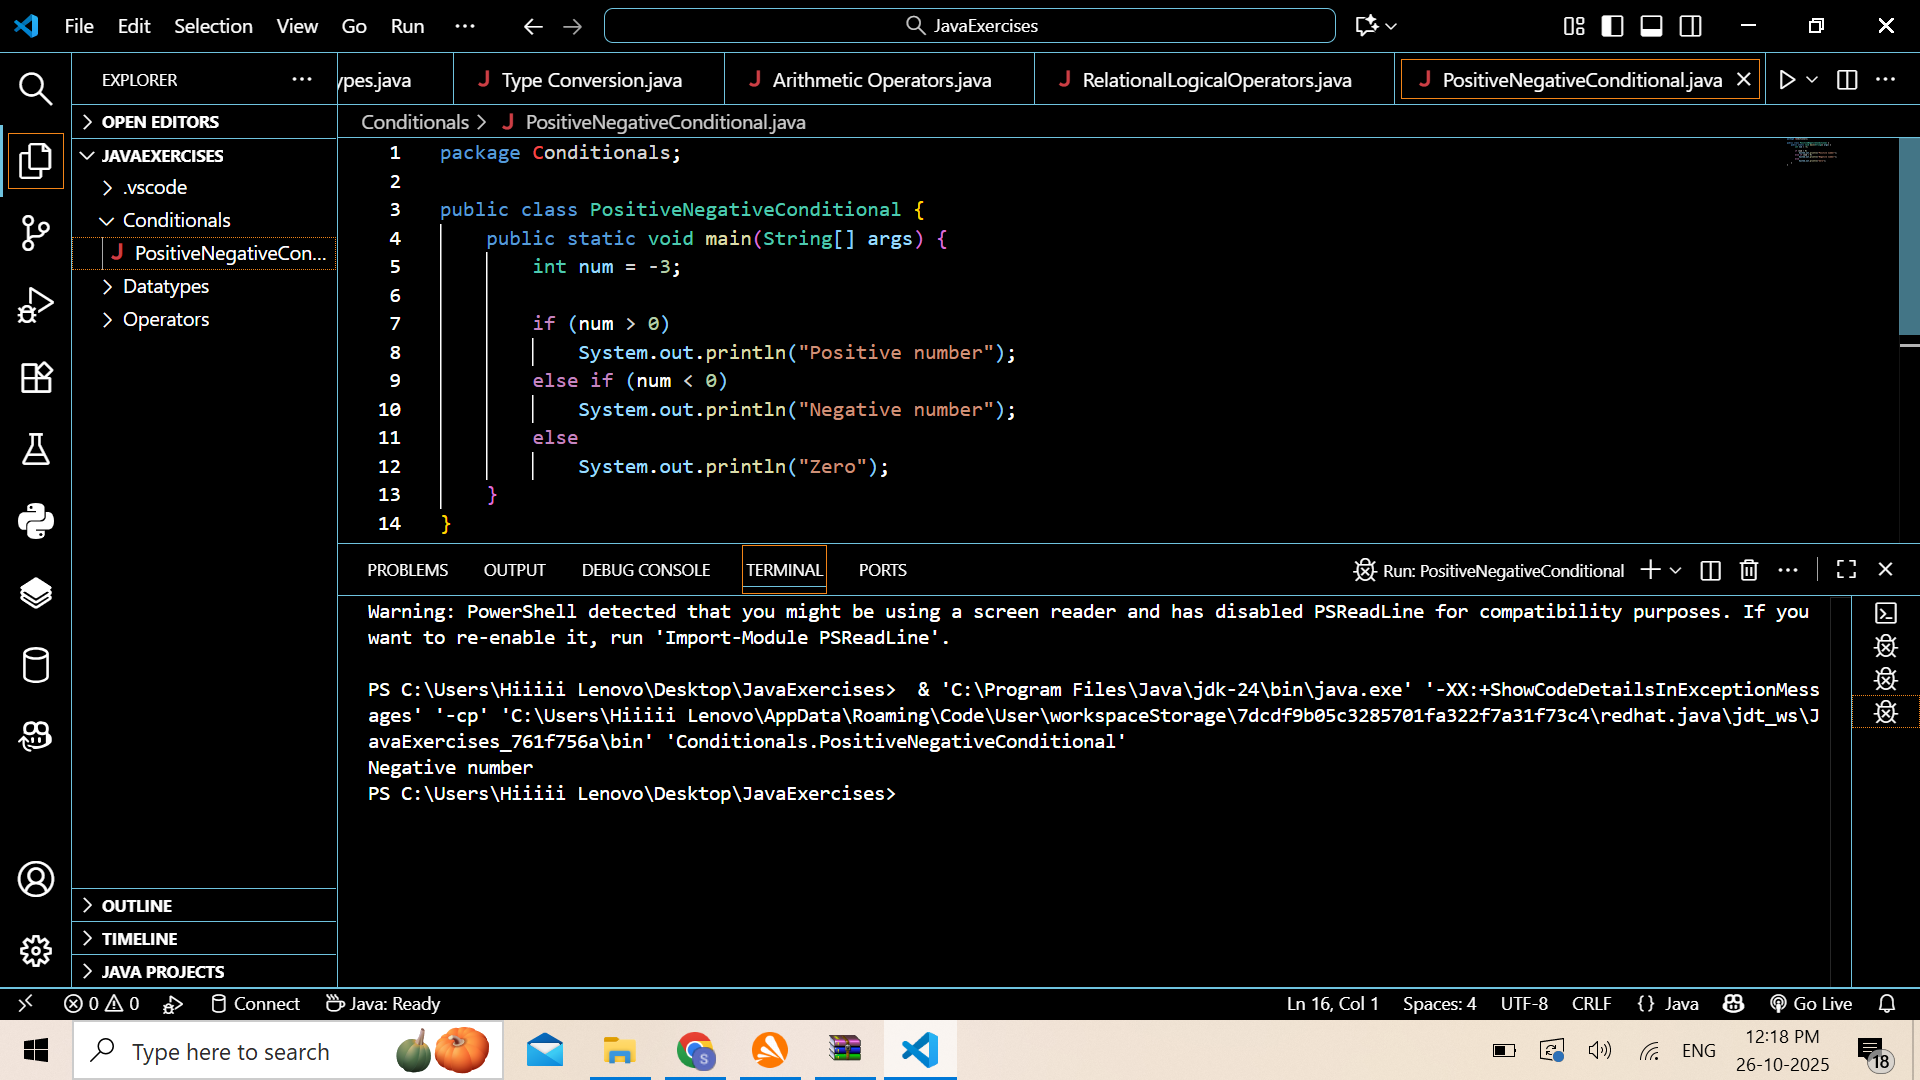 File Edit Selection View Go Run ··· JavaExercises
EXPLORER ···
ypes.java Type Conversion.java Arithmetic Operators.java RelationalLogicalOperators.java PositiveNegativeConditional.java
OPEN EDITORS
JAVAEXERCISES
.vscode
Conditionals
PositiveNegativeCon...
Datatypes
Operators
OUTLINE
TIMELINE
JAVA PROJECTS
Conditionals > J PositiveNegativeConditional.java
1 package Conditionals;
2
3 public class PositiveNegativeConditional {
4 public static void main(String[] args) {
5 int num = -3;
6
7 if (num > 0)
8 System.out.println("Positive number");
9 else if (num < 0)
10 System.out.println("Negative number");
11 else
12 System.out.println("Zero");
13 }
14 }
PROBLEMS OUTPUT DEBUG CONSOLE TERMINAL PORTS Run: PositiveNegativeConditional
Warning: PowerShell detected that you might be using a screen reader and has disabled PSReadLine for compatibility purposes. If you
want to re-enable it, run 'Import-Module PSReadLine'.
PS C:\Users\Hiiiii Lenovo\Desktop\JavaExercises>  & 'C:\Program Files\Java\jdk-24\bin\java.exe' '-XX:+ShowCodeDetailsInExceptionMess
ages' '-cp' 'C:\Users\Hiiiii Lenovo\AppData\Roaming\Code\User\workspaceStorage\7dcdf9b05c3285701fa322f7a31f73c4\redhat.java\jdt_ws\J
avaExercises_761f756a\bin' 'Conditionals.PositiveNegativeConditional'
Negative number
PS C:\Users\Hiiiii Lenovo\Desktop\JavaExercises>
0 0 Connect Java: Ready Ln 16, Col 1 Spaces: 4 UTF-8 CRLF {} Java Go Live
Type here to search
S
ENG
12:18 PM
26-10-2025
18